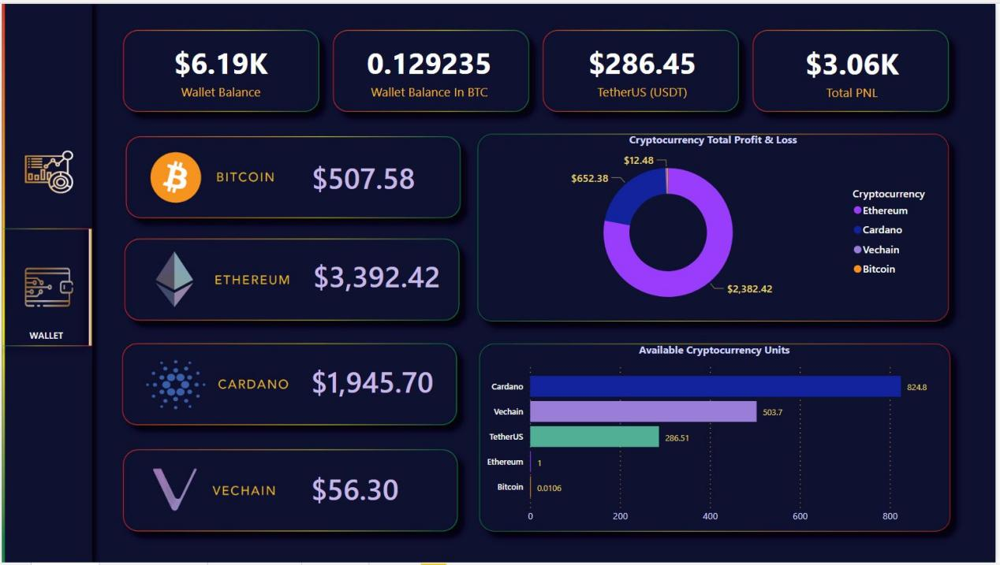 $6.19K
Wallet Balance
0.129235
Wallet Balance In BTC
$286.45
TetherUS (USDT)
$3.06K
Total PNL
WALLET
BITCOIN $507.58
ETHEREUM $3,392.42
CARDANO $1,945.70
VECHAIN $56.30
Cryptocurrency Total Profit & Loss
$12.48
$652.38
$2,382.42
Cryptocurrency
Ethereum
Cardano
Vechain
Bitcoin
Available Cryptocurrency Units
Cardano 824.8
Vechain 503.7
TetherUS 286.51
Ethereum 1
Bitcoin 0.0106
0 200 400 600 800